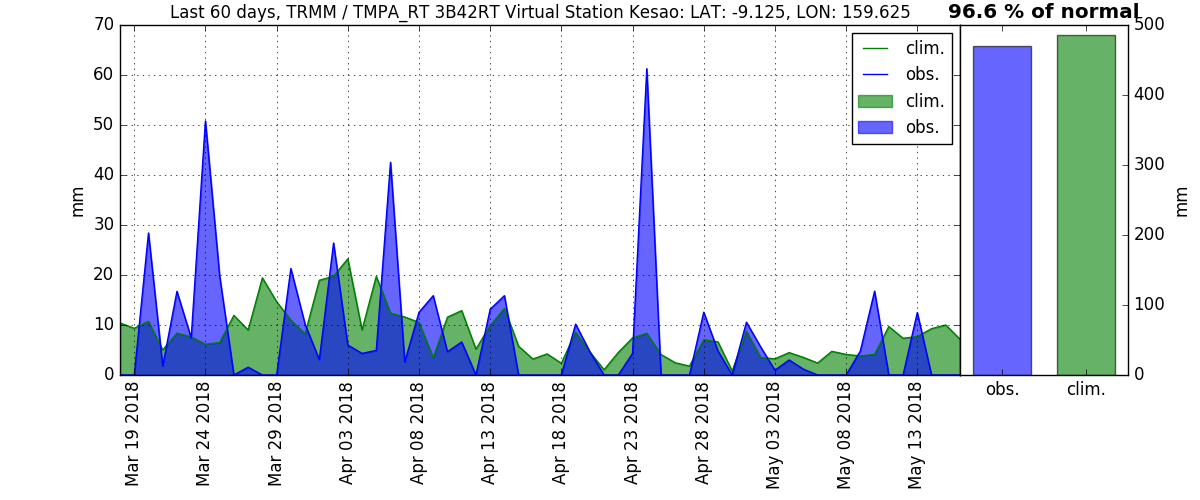 Last 60 days, TRMM / TMPA_RT 3B42RT Virtual Station Kesao: LAT: -9.125, LON: 159.625
96.6 % of normal
70
60
50
40
30
20
10
0
mm
clim.
obs.
clim.
obs.
500
400
300
200
100
0
mm
obs.
clim.
Mar 19 2018
Mar 24 2018
Mar 29 2018
Apr 03 2018
Apr 08 2018
Apr 13 2018
Apr 18 2018
Apr 23 2018
Apr 28 2018
May 03 2018
May 08 2018
May 13 2018